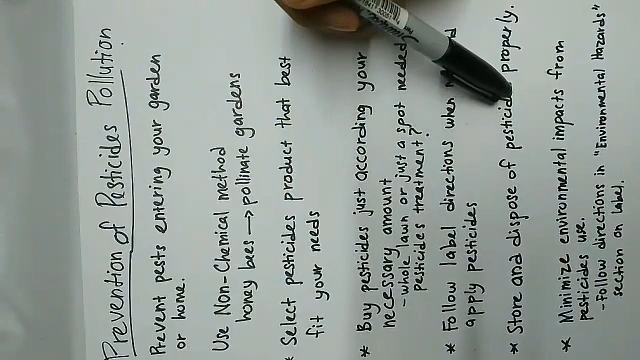 Prevention of Pesticides Pollution
Prevent pests entering your garden
or home.
Use Non-Chemical method
honey bees → pollinate gardens
* Select pesticides product that best
fit your needs
* Buy pesticides just according your
necessary amount
- whole lawn or just a spot needed
pesticides treatment?
* Follow label directions when
apply pesticides
* Store and dispose of pesticid properly.
* Minimize environmental impacts from
pesticides use.
- follow directions in "Environmental Hazards"
section on label.